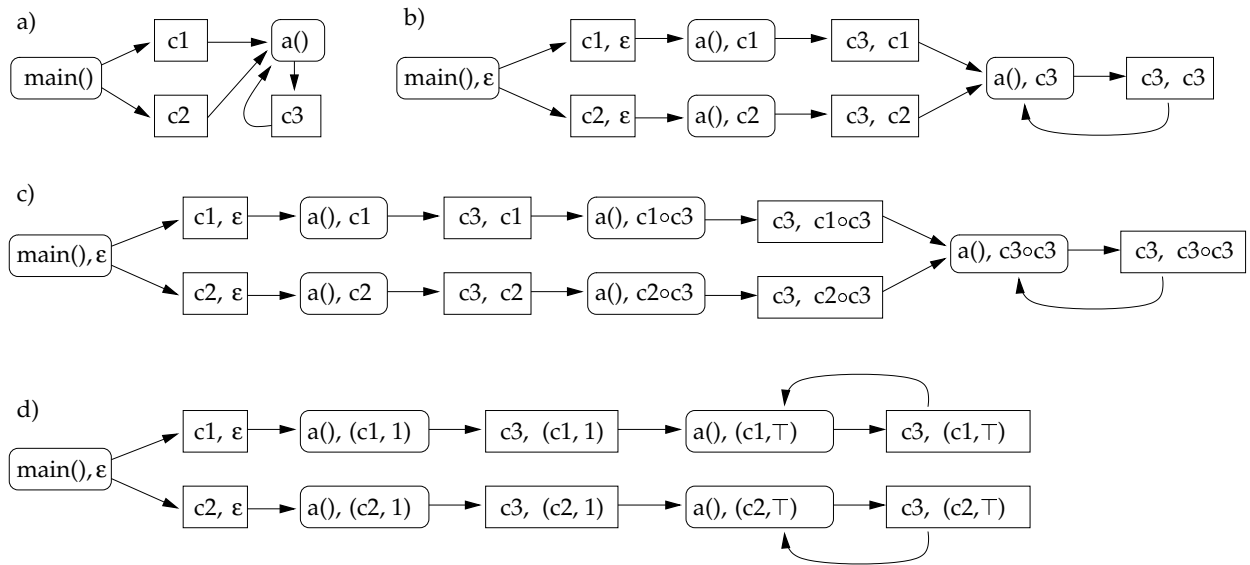 a)
c1
a()
main()
c2
c3
b)
c1, ε
a(), c1
c3, c1
main(), ε
a(), c3
c3, c3
c2, ε
a(), c2
c3, c2
c)
c1, ε
a(), c1
c3, c1
a(), c1∘c3
c3, c1∘c3
main(), ε
a(), c3∘c3
c3, c3∘c3
c2, ε
a(), c2
c3, c2
a(), c2∘c3
c3, c2∘c3
d)
c1, ε
a(), (c1, 1)
c3, (c1, 1)
a(), (c1,⊤)
c3, (c1,⊤)
main(), ε
c2, ε
a(), (c2, 1)
c3, (c2, 1)
a(), (c2,⊤)
c3, (c2,⊤)